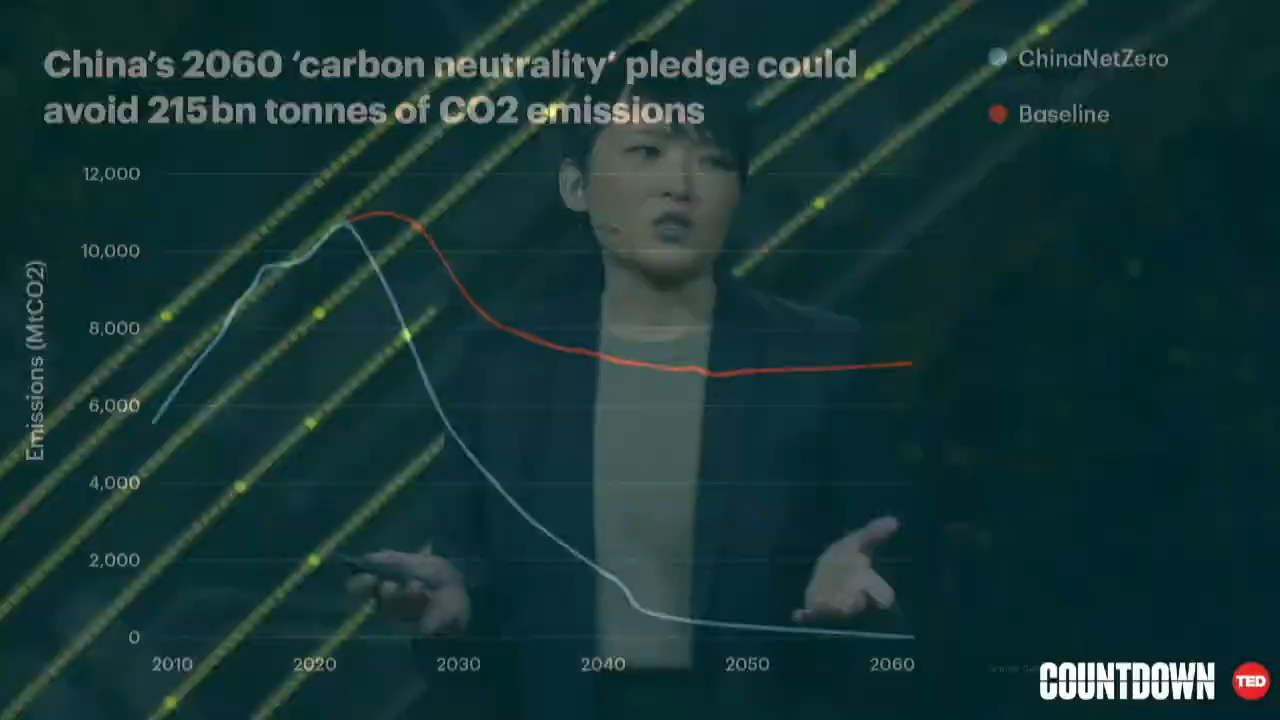 China's 2060 ‘carbon neutrality’ pledge could
avoid 215bn tonnes of CO2 emissions
ChinaNetZero
Baseline
Emissions (MtCO2)
12,000
10,000
8,000
6,000
4,000
2,000
0
2010
2020
2030
2040
2050
2060
COUNTDOWN
TED